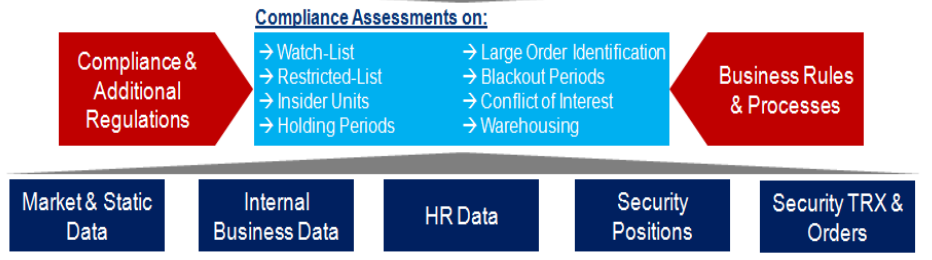 Compliance Assessments on:
Compliance &
Additional
Regulations
→ Watch-List
→ Restricted-List
→ Insider Units
→ Holding Periods
→ Large Order Identification
→ Blackout Periods
→ Conflict of Interest
→ Warehousing
Business Rules
& Processes
Market & Static
Data
Internal
Business Data
HR Data
Security
Positions
Security TRX &
Orders